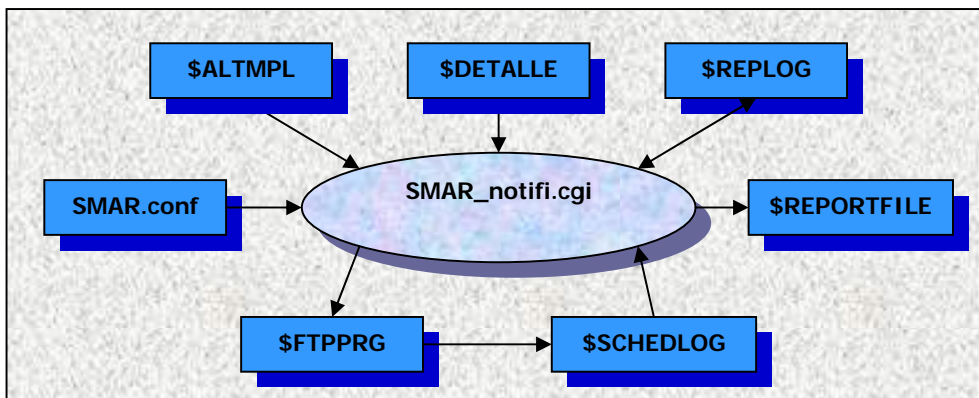 $ALTMPL
$DETALLE
$REPLOG
SMAR.conf
SMAR_notifi.cgi
$REPORTFILE
$FTPPRG
$SCHEDLOG